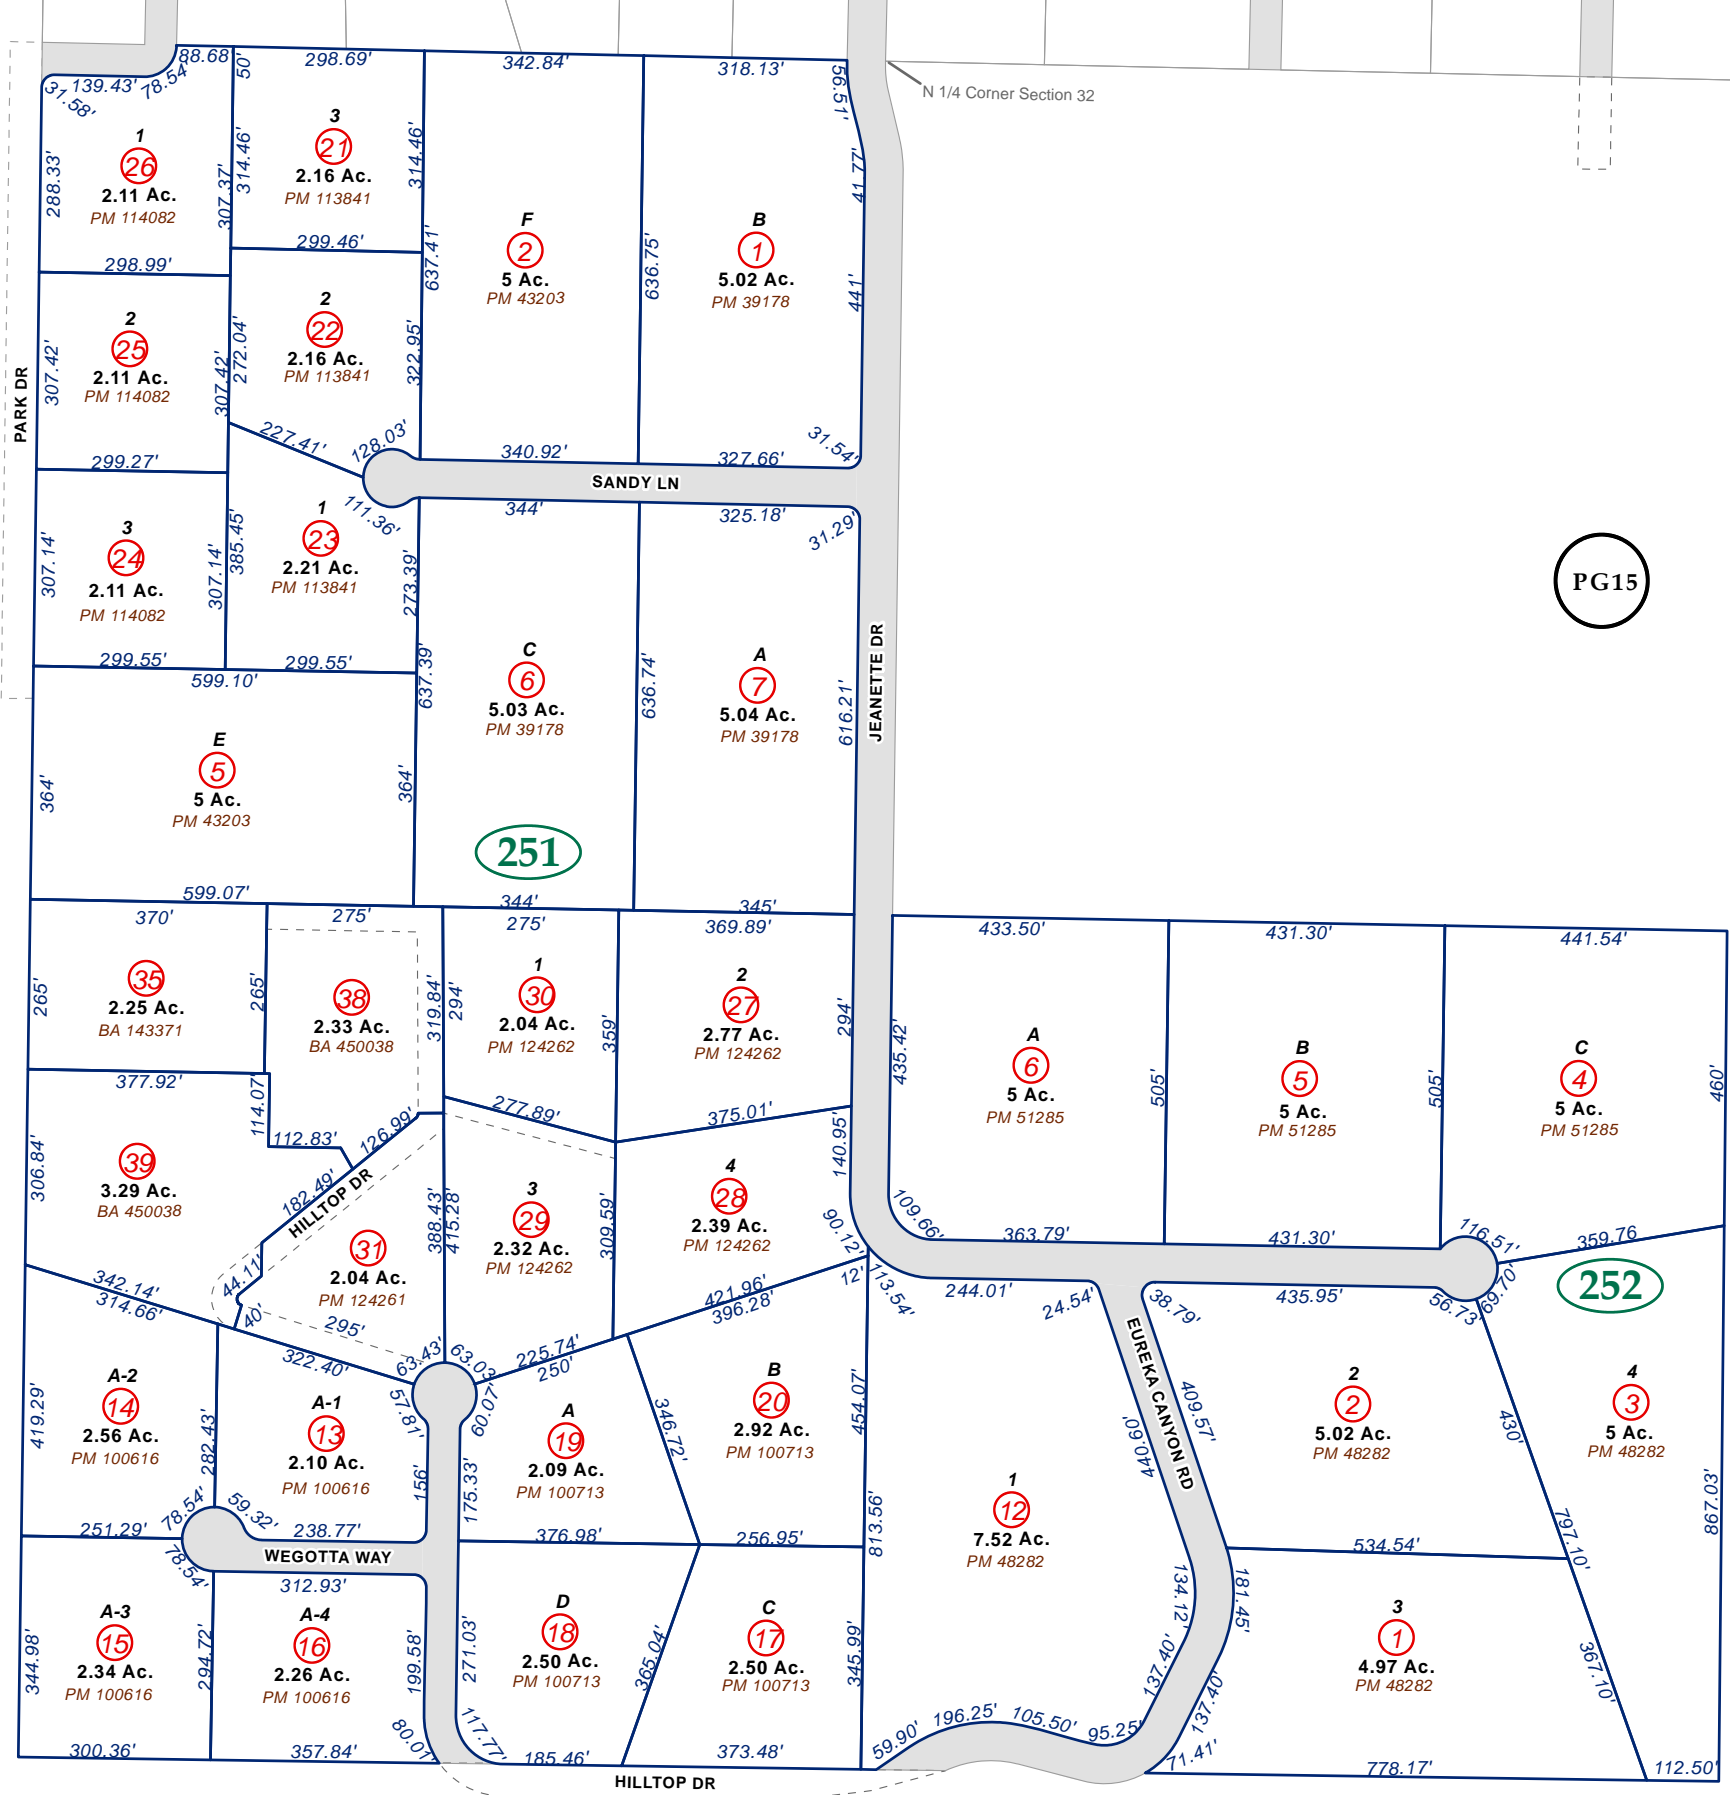 88.68'
50'
298.69'
342.84'
318.13'
56.51'
139.43'
78.54'
31.58'
N 1/4 Corner Section 32
1
26
2.11 Ac.
PM 114082
288.33'
307.37'
314.46'
3
21
2.16 Ac.
PM 113841
314.46'
299.46'
298.99'
F
2
5 Ac.
PM 43203
637.41'
636.75'
B
1
5.02 Ac.
PM 39178
41.77'
441'
2
25
2.11 Ac.
PM 114082
307.42'
307.42'
272.04'
2
22
2.16 Ac.
PM 113841
322.95'
PARK DR
227.41'
128.03'
340.92'
327.66'
31.54'
299.27'
SANDY LN
344'
325.18'
31.29'
111.36'
3
24
2.11 Ac.
PM 114082
307.14'
307.14'
385.45'
1
23
2.21 Ac.
PM 113841
273.39'
299.55'
299.55'
599.10'
637.39'
C
6
5.03 Ac.
PM 39178
636.74'
A
7
5.04 Ac.
PM 39178
616.21'
JEANETTE DR
PG15
E
5
5 Ac.
PM 43203
364'
364'
251
599.07'
344'
345'
370'
275'
275'
369.89'
433.50'
431.30'
441.54'
35
2.25 Ac.
BA 143371
265'
265'
38
2.33 Ac.
BA 450038
319.84'
294'
1
30
2.04 Ac.
PM 124262
359'
2
27
2.77 Ac.
PM 124262
294'
435.42'
A
6
5 Ac.
PM 51285
505'
B
5
5 Ac.
PM 51285
505'
C
4
5 Ac.
PM 51285
460'
377.92'
114.07'
112.83'
126.99'
277.89'
375.01'
140.95'
306.84'
39
3.29 Ac.
BA 450038
182.49'
HILLTOP DR
44.11'
40'
31
2.04 Ac.
PM 124261
295'
388.43'
415.28'
3
29
2.32 Ac.
PM 124262
309.59'
4
28
2.39 Ac.
PM 124262
90.12'
12'
109.66'
363.79'
431.30'
116.51'
359.76
252
342.14'
314.66'
421.96'
396.28'
113.54'
244.01'
24.54'
38.79'
435.95'
56.73'
69.70'
322.40'
63.43'
63.03'
225.74'
250'
57.81'
60.07'
EUREKA CANYON RD
A-2
14
2.56 Ac.
PM 100616
419.29'
282.43'
A-1
13
2.10 Ac.
PM 100616
156'
175.33'
A
19
2.09 Ac.
PM 100713
346.72'
B
20
2.92 Ac.
PM 100713
454.07'
440.60'
409.57'
2
2
5.02 Ac.
PM 48282
430'
4
3
5 Ac.
PM 48282
867.03'
78.54'
59.32'
251.29'
238.77'
376.98'
256.95'
813.56'
1
12
7.52 Ac.
PM 48282
534.54'
797.10'
WEGOTTA WAY
78.54'
312.93'
A-3
15
2.34 Ac.
PM 100616
344.98'
294.72'
A-4
16
2.26 Ac.
PM 100616
199.58'
271.03'
D
18
2.50 Ac.
PM 100713
365.04'
C
17
2.50 Ac.
PM 100713
345.99'
134.12'
181.45'
137.40'
137.40'
3
1
4.97 Ac.
PM 48282
367.10'
300.36'
357.84'
80.01'
117.77'
185.46'
373.48'
59.90'
196.25'
105.50'
95.25'
71.41'
778.17'
112.50'
HILLTOP DR